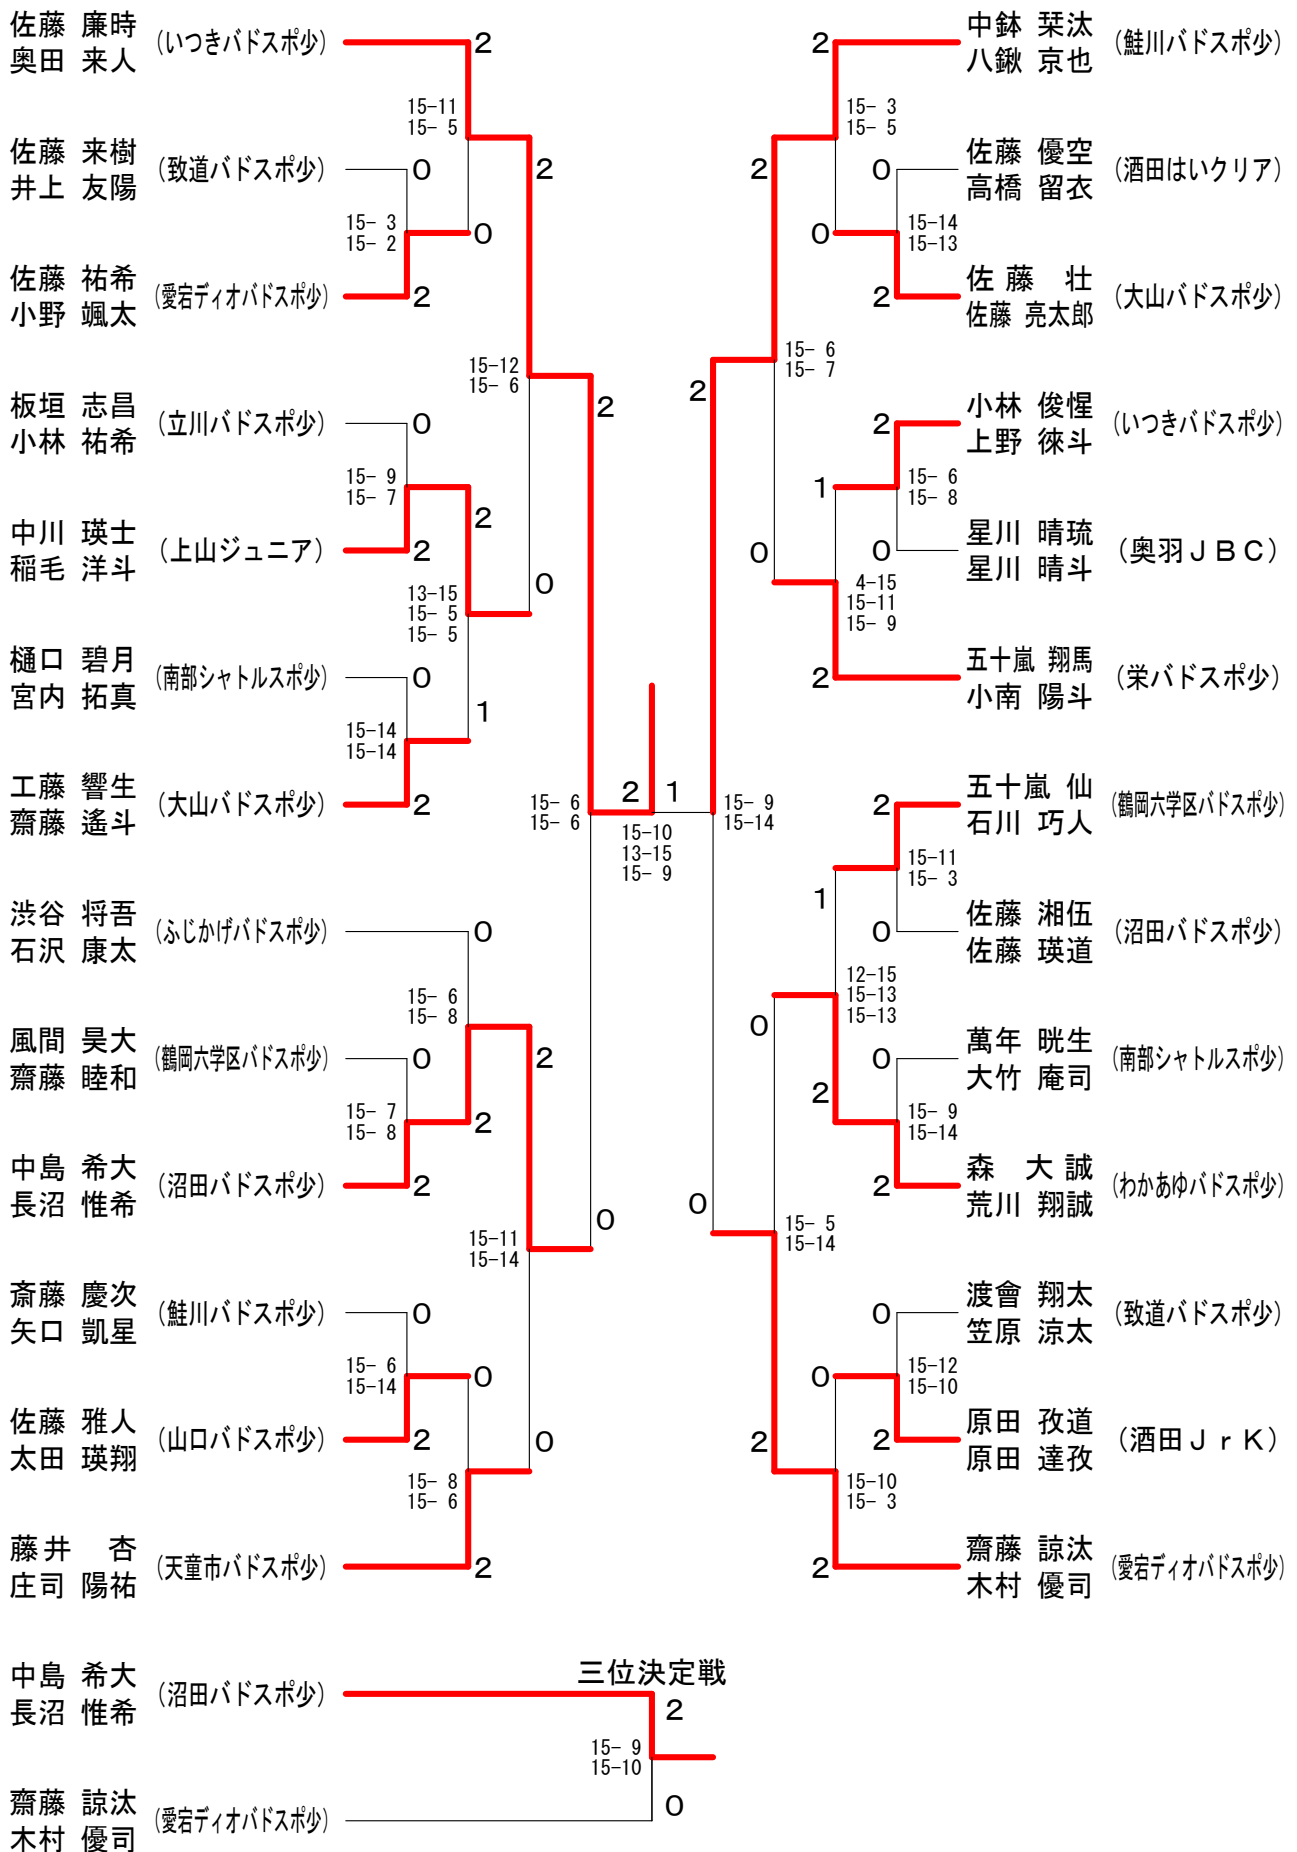 佐藤 廉時
奥田 来人
(いつきバドスポ少)
2
15-11
15- 5
佐藤 来樹
井上 友陽
(致道バドスポ少)
0
2
15- 3
15- 2
0
佐藤 祐希
小野 颯太
(愛宕ディオバドスポ少)
2
15-12
15- 6
板垣 志昌
小林 祐希
(立川バドスポ少)
0
2
15- 9
15- 7
中川 瑛士
稲毛 洋斗
(上山ジュニア)
2
2
13-15
15- 5
15- 5
0
樋口 碧月
宮内 拓真
(南部シャトルスポ少)
0
1
15-14
15-14
工藤 響生
齋藤 遙斗
(大山バドスポ少)
2
15- 6
15- 6
2
1
15-10
13-15
15- 9
渋谷 将吾
石沢 康太
(ふじかげバドスポ少)
0
15- 6
15- 8
風間 昊大
齋藤 睦和
(鶴岡六学区バドスポ少)
0
2
15- 7
15- 8
2
中島 希大
長沼 惟希
(沼田バドスポ少)
2
15-11
15-14
0
斎藤 慶次
矢口 凱星
(鮭川バドスポ少)
0
15- 6
15-14
0
佐藤 雅人
太田 瑛翔
(山口バドスポ少)
2
0
15- 8
15- 6
藤井 杏
庄司 陽祐
(天童市バドスポ少)
2
2
中鉢 栞汰
八鍬 京也
(鮭川バドスポ少)
15- 3
15- 5
2
0
佐藤 優空
高橋 留衣
(酒田はいクリア)
0
15-14
15-13
2
佐藤 壮
佐藤 亮太郎
(大山バドスポ少)
15- 6
15- 7
2
2
小林 俊惺
上野 徠斗
(いつきバドスポ少)
1
15- 6
15- 8
0
0
星川 晴琉
星川 晴斗
(奥羽JBC)
4-15
15-11
15- 9
2
五十嵐 翔馬
小南 陽斗
(栄バドスポ少)
15- 9
15-14
2
五十嵐 仙
石川 巧人
(鶴岡六学区バドスポ少)
15-11
15- 3
1
0
佐藤 湘伍
佐藤 瑛道
(沼田バドスポ少)
12-15
15-13
15-13
0
0
萬年 晄生
大竹 庵司
(南部シャトルスポ少)
2
15- 9
15-14
2
森 大誠
荒川 翔誠
(わかあゆバドスポ少)
0
15- 5
15-14
0
渡會 翔太
笠原 涼太
(致道バドスポ少)
0
15-12
15-10
2
2
原田 孜道
原田 達孜
(酒田JrK)
15-10
15- 3
2
齋藤 諒汰
木村 優司
(愛宕ディオバドスポ少)
三位決定戦
中島 希大
長沼 惟希
(沼田バドスポ少)
2
15- 9
15-10
齋藤 諒汰
木村 優司
(愛宕ディオバドスポ少)
0